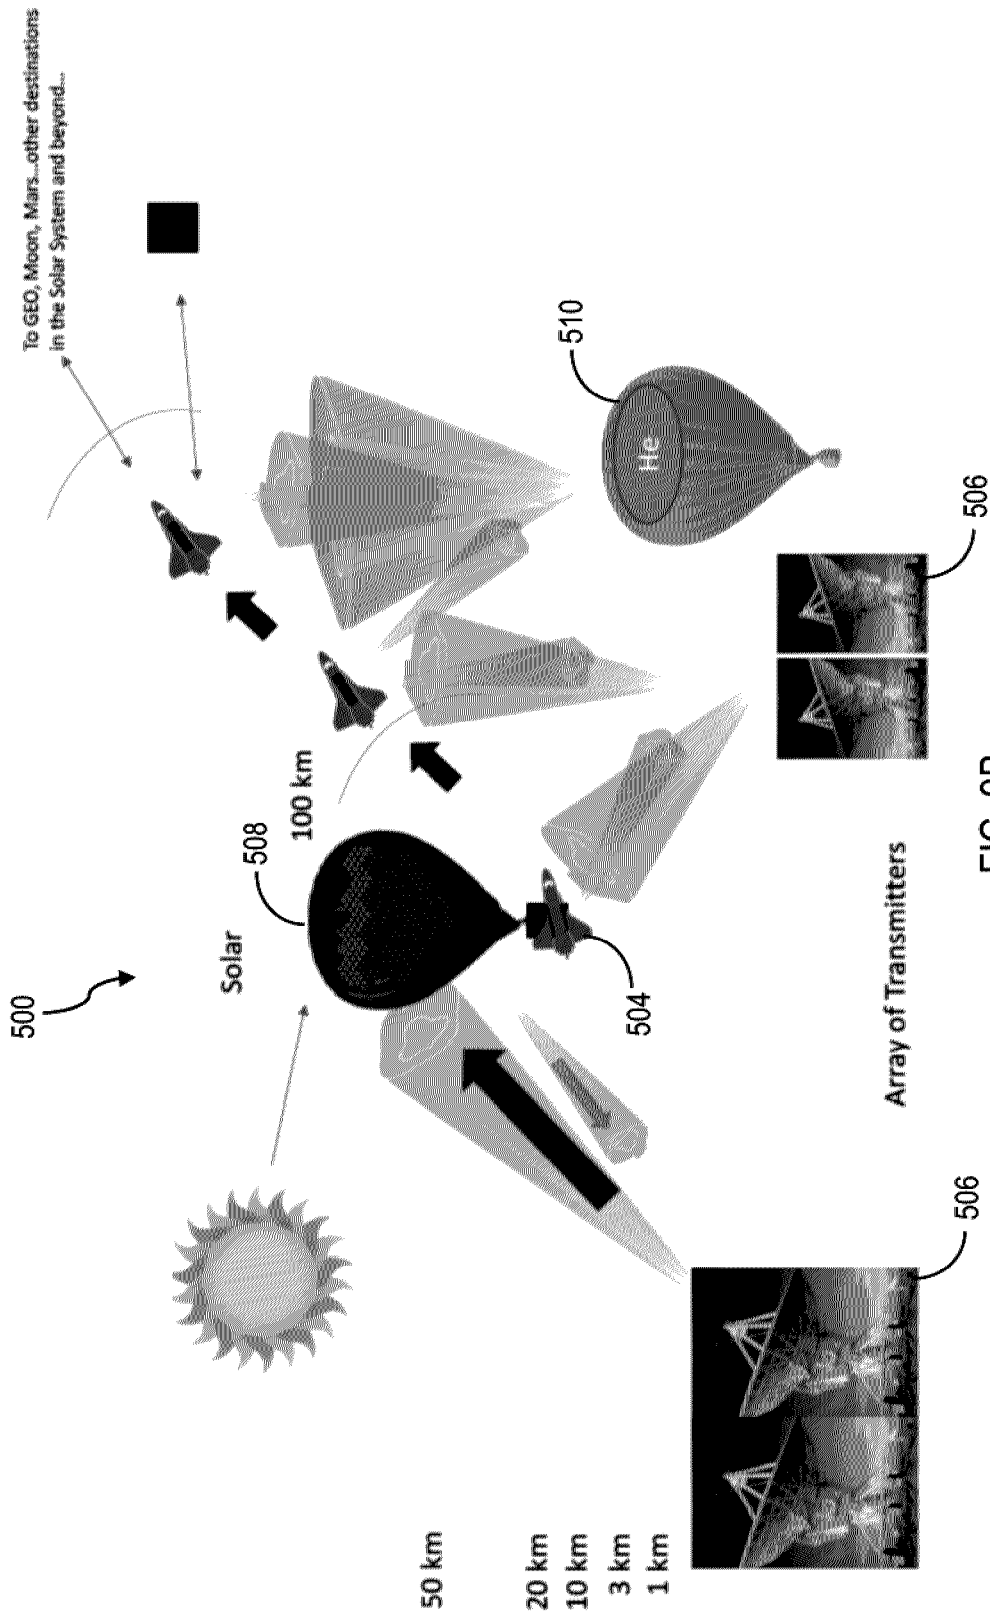 To GEO, Moon, Mars...other destinations
in the Solar System and beyond...
500
Solar
508
100 km
510
He
504
506
50 km
20 km
10 km
3 km
1 km
506
Array of Transmitters